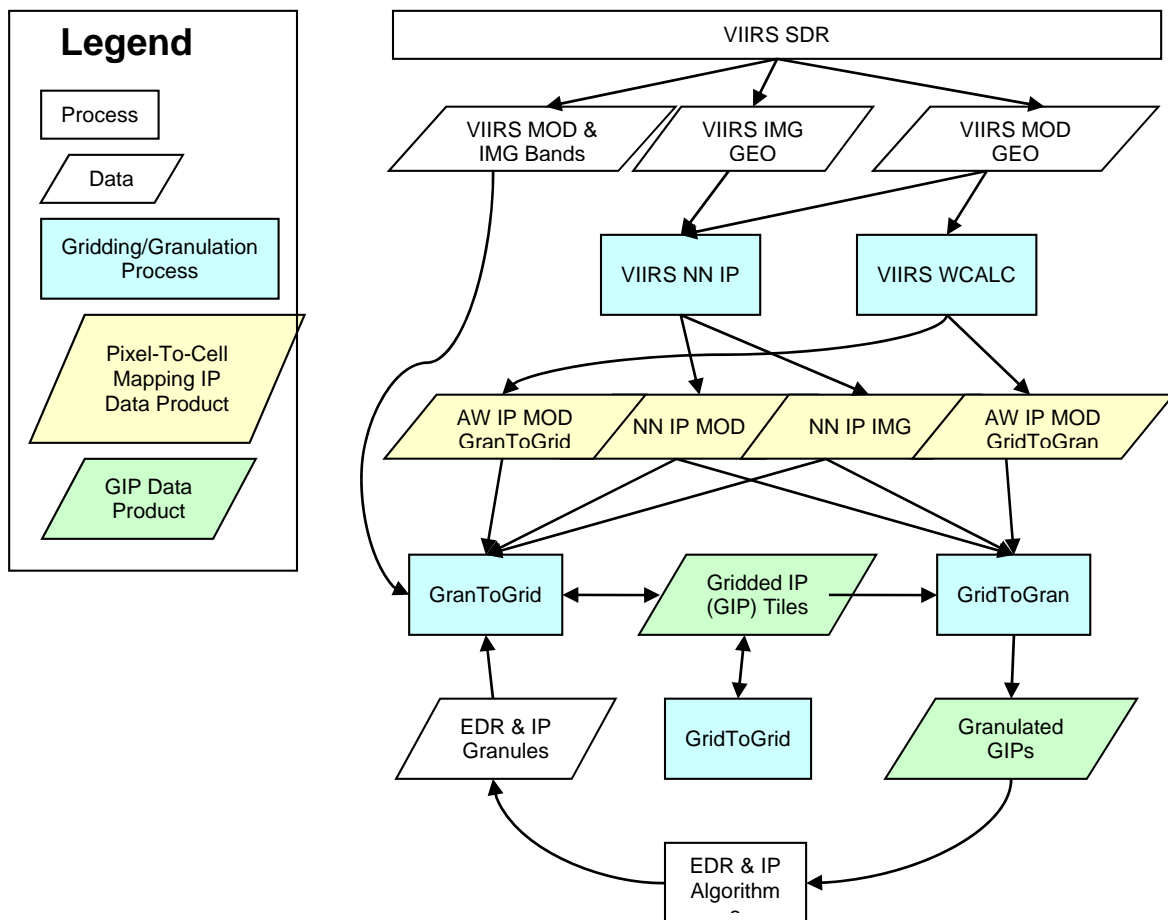 Legend
Process
Data
Gridding/Granulation
Process
Pixel-To-Cell
Mapping IP
Data Product
GIP Data
Product
VIIRS SDR
VIIRS MOD &
IMG Bands
VIIRS IMG
GEO
VIIRS MOD
GEO
VIIRS NN IP
VIIRS WCALC
AW IP MOD
GranToGrid
NN IP MOD
NN IP IMG
AW IP MOD
GridToGran
GranToGrid
Gridded IP
(GIP) Tiles
GridToGran
EDR & IP
Granules
GridToGrid
Granulated
GIPs
EDR & IP
Algorithm